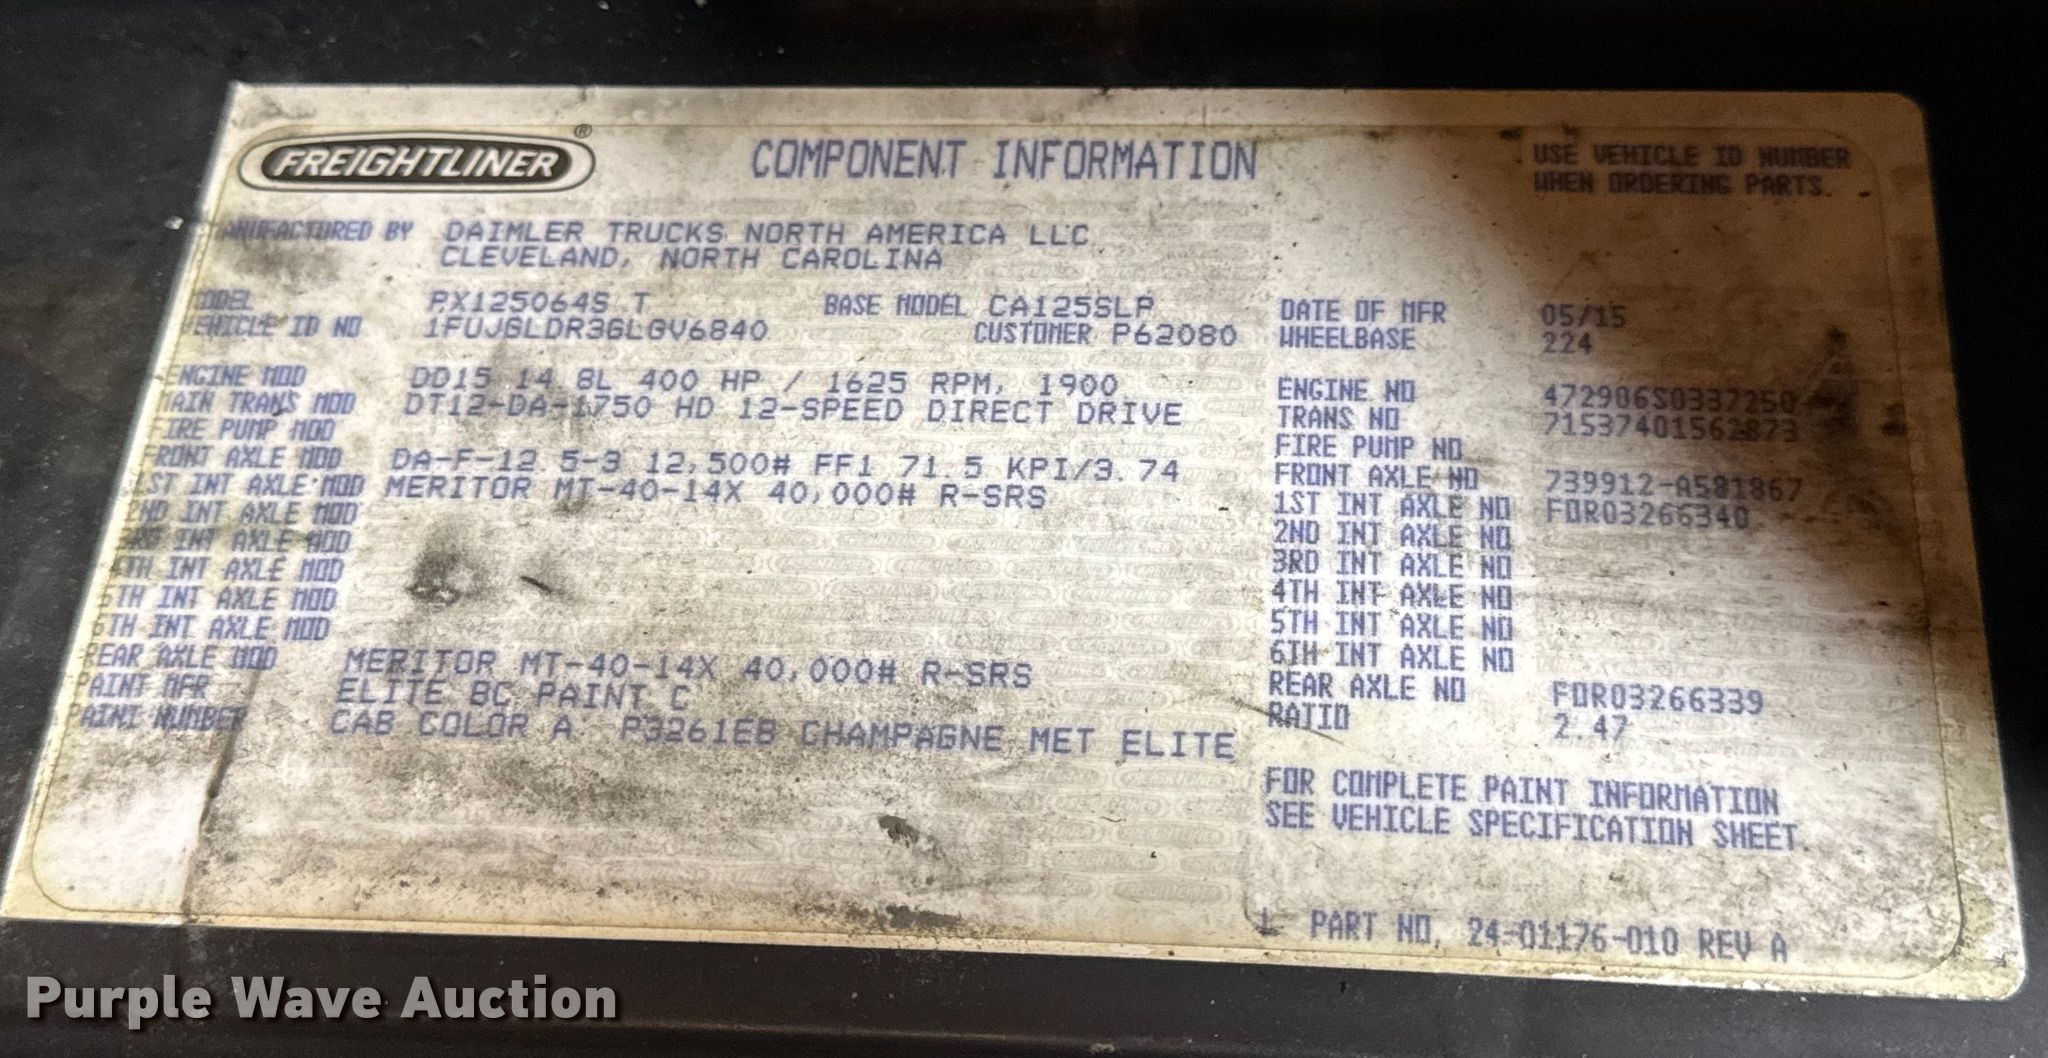 FREIGHTLINER ®
COMPONENT INFORMATION
USE VEHICLE ID NUMBER
WHEN ORDERING PARTS.
MANUFACTURED BY DAIMLER TRUCKS NORTH AMERICA LLC
CLEVELAND, NORTH CAROLINA
MODEL PX125064S T BASE MODEL CA125SLP DATE OF MFR 05/15
VEHICLE ID NO 1FUJGLDR3GLGV6840 CUSTOMER P62080 WHEELBASE 224
ENGINE MOD DD15 14 8L 400 HP / 1625 RPM, 1900 ENGINE NO 472906S0337250
MAIN TRANS MOD DT12-DA-1750 HD 12-SPEED DIRECT DRIVE TRANS NO 71537401562873
FIRE PUMP MOD FIRE PUMP NO
FRONT AXLE MOD DA-F-12 5-3 12,500# FF1 71 5 KPI/3.74 FRONT AXLE NO 739912-A581867
1ST INT AXLE MOD MERITOR MT-40-14X 40,000# R-SRS 1ST INT AXLE NO FOR03266340
2ND INT AXLE MOD 2ND INT AXLE NO
3RD INT AXLE MOD 3RD INT AXLE NO
4TH INT AXLE MOD 4TH INT AXLE NO
5TH INT AXLE MOD 5TH INT AXLE NO
6TH INT AXLE MOD 6TH INT AXLE NO
REAR AXLE MOD MERITOR MT-40-14X 40,000# R-SRS REAR AXLE NO FOR03266339
PAINT MFR ELITE BC PAINT C RATIO 2.47
PAINT NUMBER CAB COLOR A P3261EB CHAMPAGNE MET ELITE
FOR COMPLETE PAINT INFORMATION
SEE VEHICLE SPECIFICATION SHEET.
PART NO, 24-01176-010 REV A
Purple Wave Auction